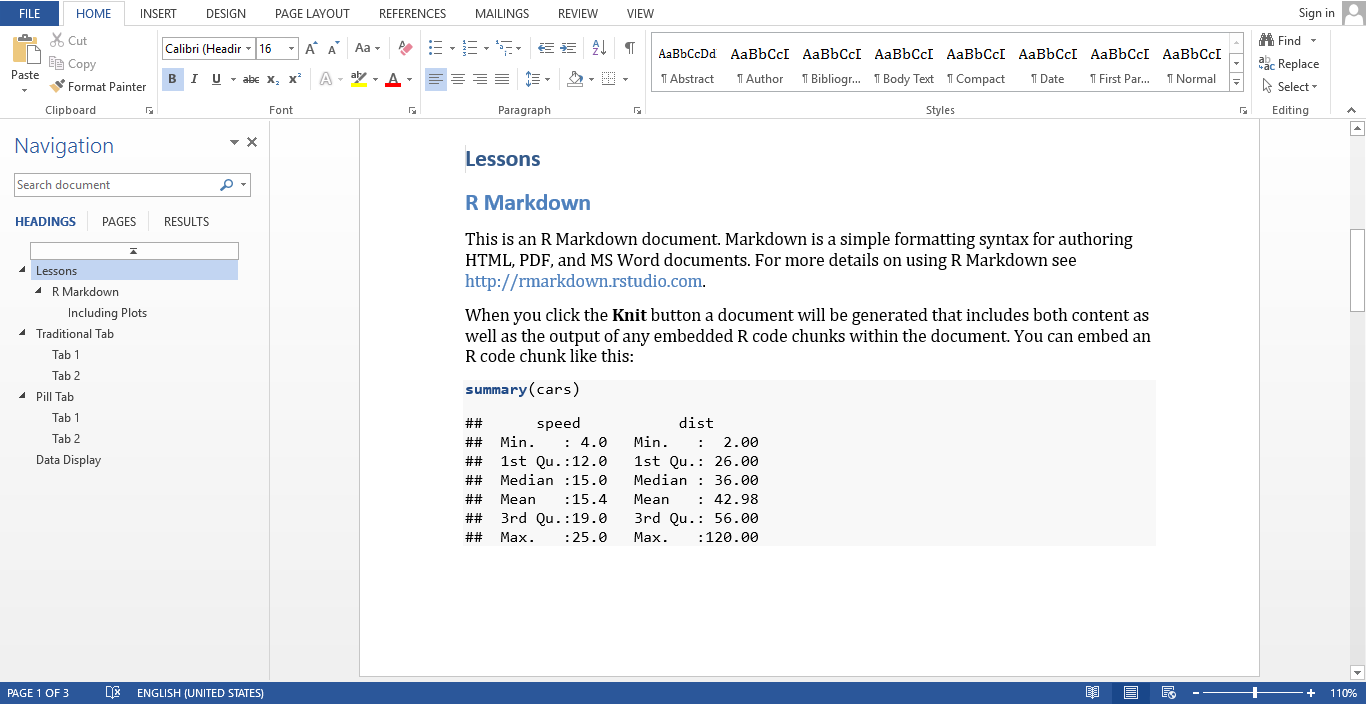 FILE HOME INSERT DESIGN PAGE LAYOUT REFERENCES MAILINGS REVIEW VIEW Sign in
Paste
Cut
Copy
Format Painter
Clipboard
Calibri (Headir 16
B I U abc x₂ x²
Font
Paragraph
AaBbCcDd AaBbCcI AaBbCcI AaBbCcI AaBbCcI AaBbCcI AaBbCcI AaBbCcI
¶ Abstract ¶ Author ¶ Bibliogr... ¶ Body Text ¶ Compact ¶ Date ¶ First Par... ¶ Normal
Styles
Find
Replace
Select
Editing
Navigation
Search document
HEADINGS PAGES RESULTS
Lessons
R Markdown
Including Plots
Traditional Tab
Tab 1
Tab 2
Pill Tab
Tab 1
Tab 2
Data Display
Lessons
R Markdown
This is an R Markdown document. Markdown is a simple formatting syntax for authoring
HTML, PDF, and MS Word documents. For more details on using R Markdown see
http://rmarkdown.rstudio.com.
When you click the Knit button a document will be generated that includes both content as
well as the output of any embedded R code chunks within the document. You can embed an
R code chunk like this:
summary(cars)
##      speed           dist
##  Min.   : 4.0   Min.   :  2.00
##  1st Qu.:12.0   1st Qu.: 26.00
##  Median :15.0   Median : 36.00
##  Mean   :15.4   Mean   : 42.98
##  3rd Qu.:19.0   3rd Qu.: 56.00
##  Max.   :25.0   Max.   :120.00
PAGE 1 OF 3 ENGLISH (UNITED STATES) 110%